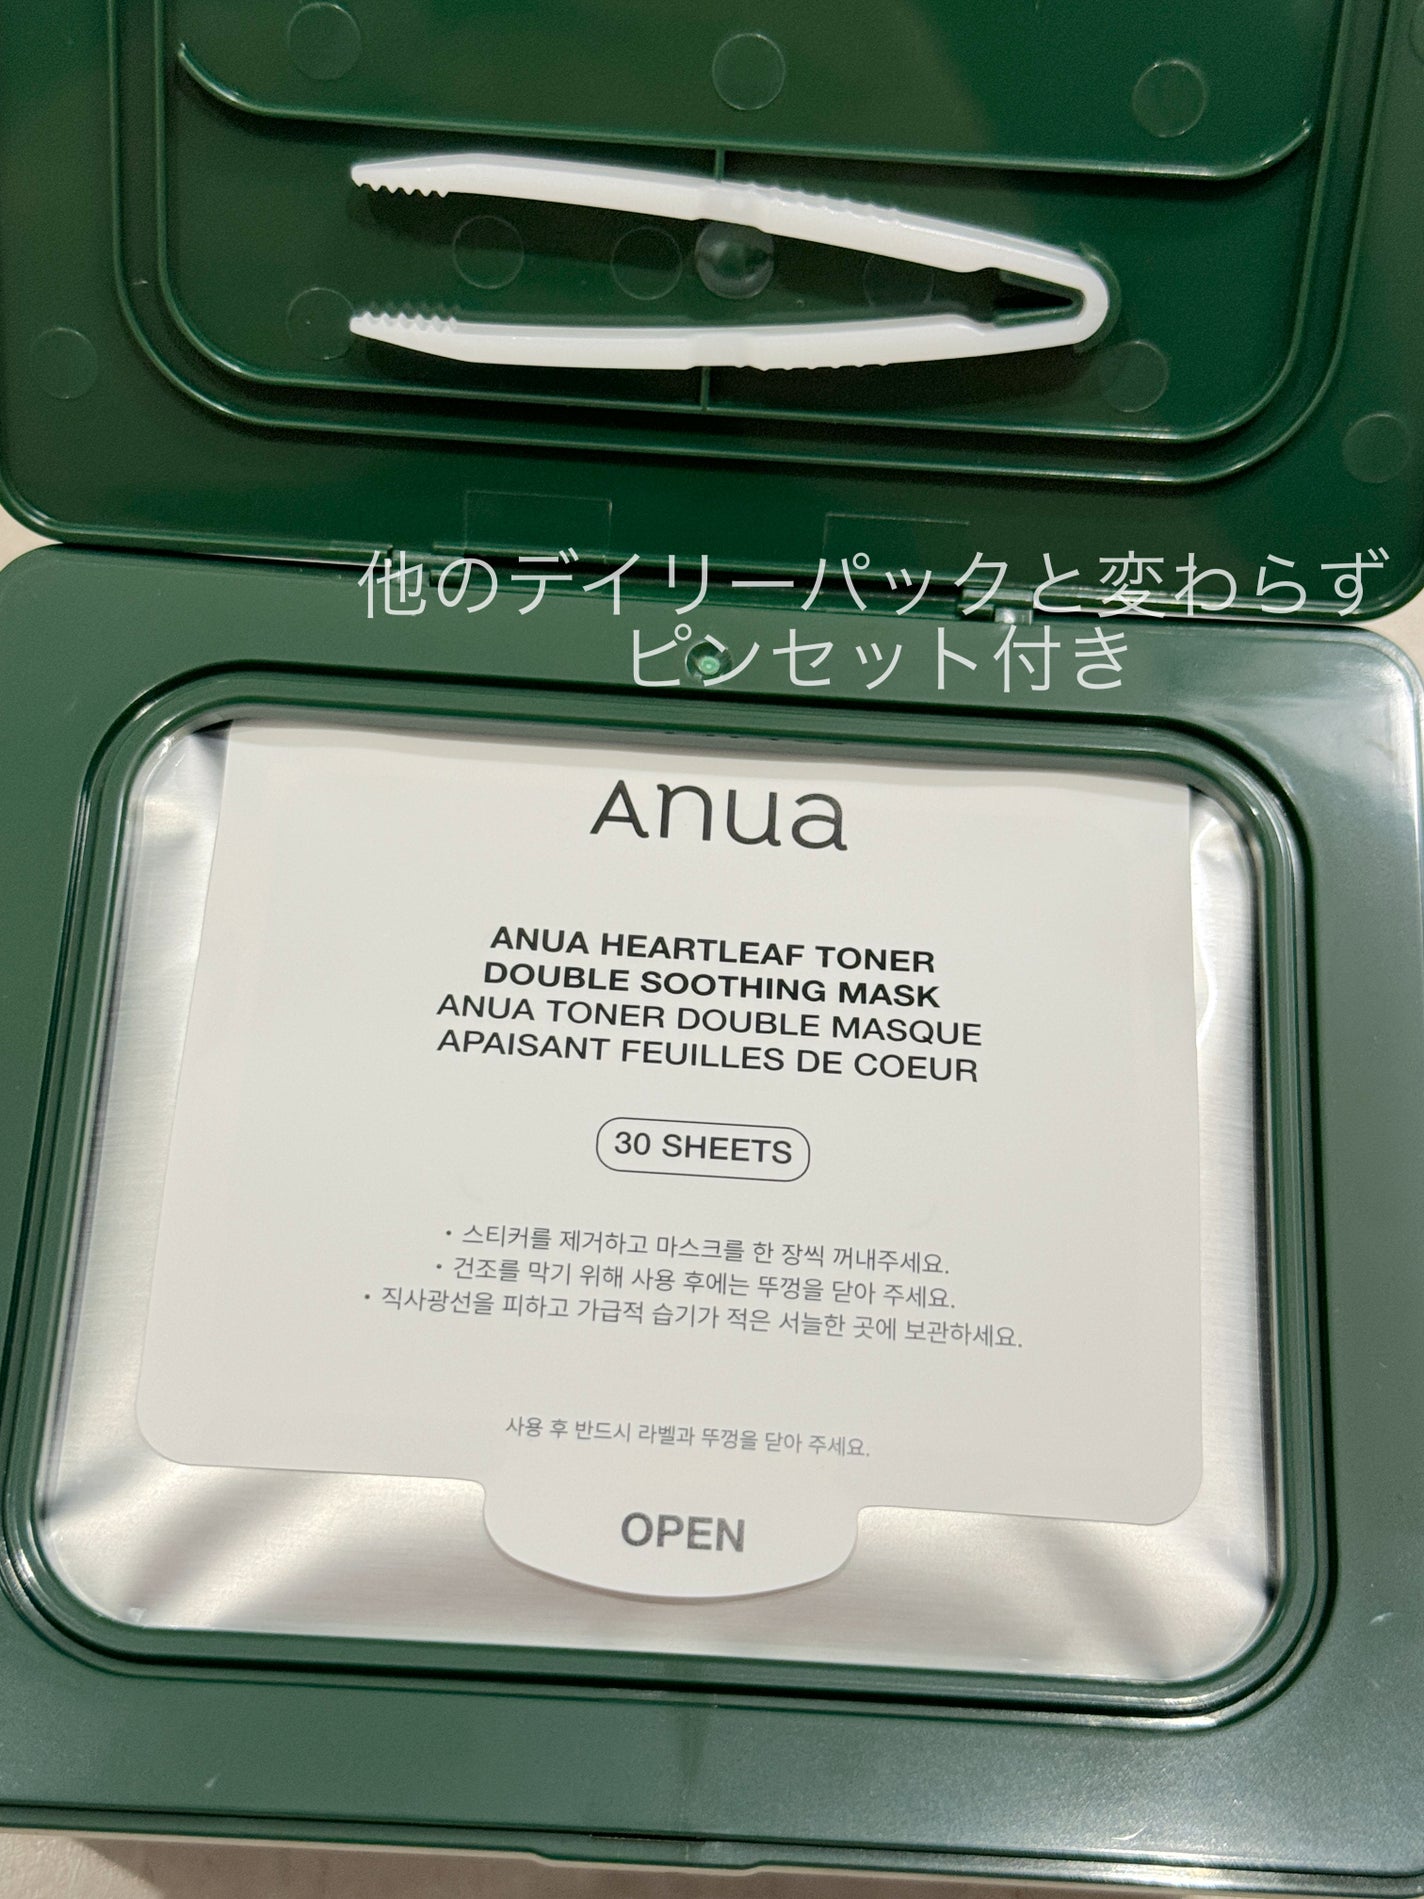 他のデイリーパックと変わらず
ピンセット付き
Anua
ANUA HEARTLEAF TONER
DOUBLE SOOTHING MASK
ANUA TONER DOUBLE MASQUE
APAISANT FEUILLES DE COEUR
30 SHEETS
• 스티커를 제거하고 마스크를 한 장씩 꺼내주세요.
• 건조를 막기 위해 사용 후에는 뚜껑을 닫아 주세요.
• 직사광선을 피하고 가급적 습기가 적은 서늘한 곳에 보관하세요.
사용 후 반드시 라벨과 뚜껑을 닫아 주세요.
OPEN